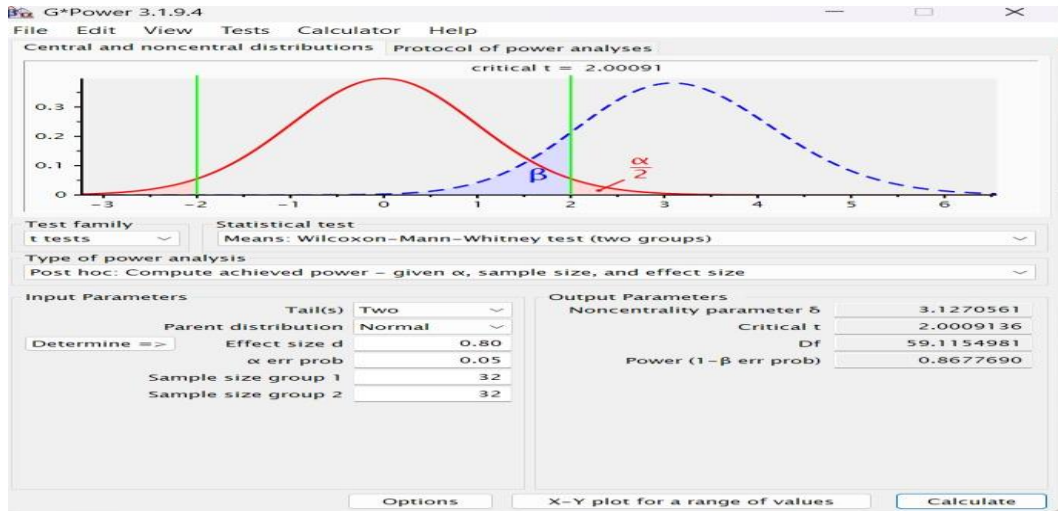 G*Power 3.1.9.4
File Edit View Tests Calculator Help
Central and noncentral distributions Protocol of power analyses
critical t = 2.00091
0.3
0.2
0.1
0
β
α
2
-3 -2 -1 0 1 2 3 4 5 6
Test family Statistical test
t tests Means: Wilcoxon-Mann-Whitney test (two groups)
Type of power analysis
Post hoc: Compute achieved power – given α, sample size, and effect size
Input Parameters
Tail(s) Two
Parent distribution Normal
Determine => Effect size d 0.80
α err prob 0.05
Sample size group 1 32
Sample size group 2 32
Output Parameters
Noncentrality parameter δ 3.1270561
Critical t 2.0009136
Df 59.1154981
Power (1-β err prob) 0.8677690
Options X-Y plot for a range of values Calculate